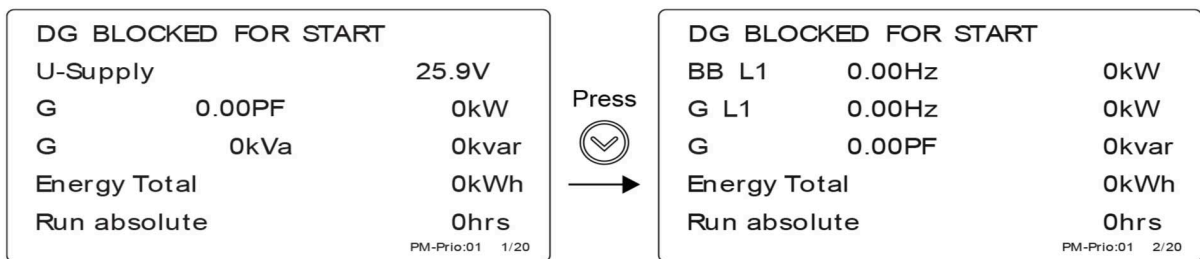 DG BLOCKED FOR START
U-Supply 25.9V
G 0.00PF 0kW
G 0kVa 0kvar
Energy Total 0kWh
Run absolute 0hrs
PM-Prio:01 1/20
Press
DG BLOCKED FOR START
BB L1 0.00Hz 0kW
G L1 0.00Hz 0kW
G 0.00PF 0kvar
Energy Total 0kWh
Run absolute 0hrs
PM-Prio:01 2/20